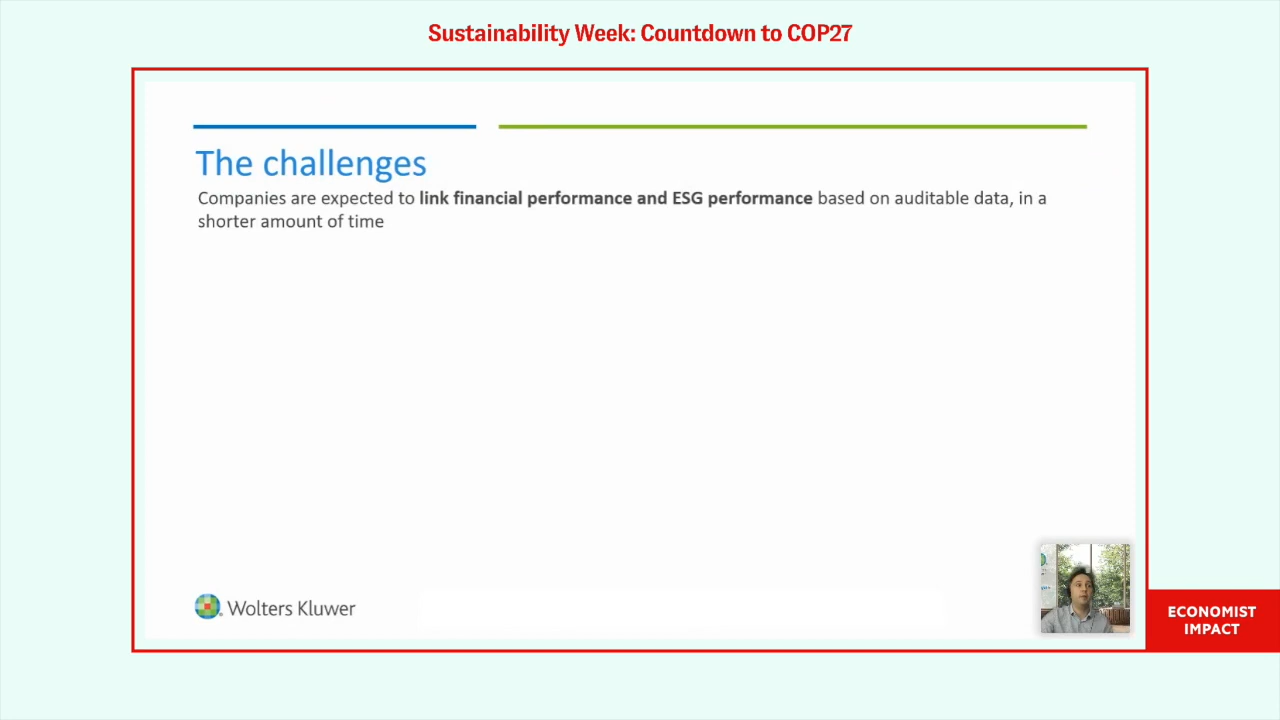 Sustainability Week: Countdown to COP27
The challenges
Companies are expected to link financial performance and ESG performance based on auditable data, in a
shorter amount of time
Wolters Kluwer
ECONOMIST
IMPACT